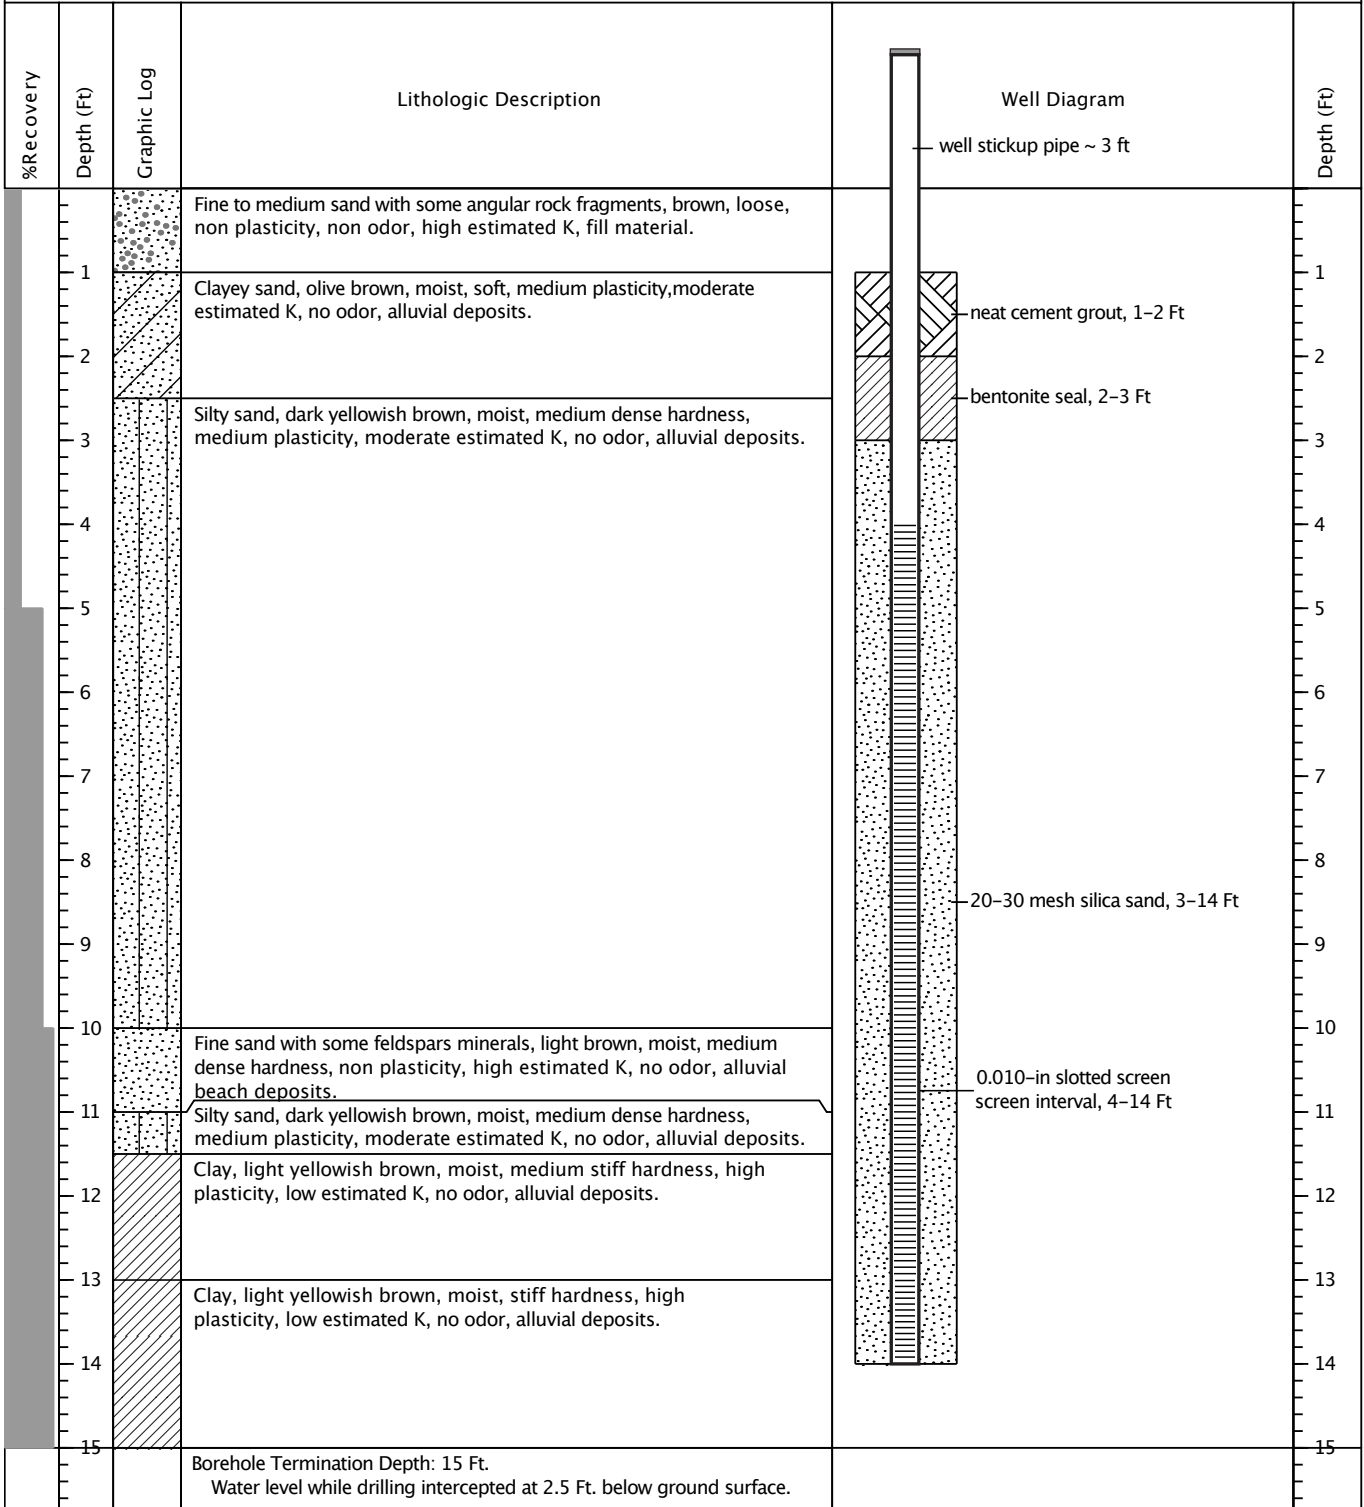 %Recovery
Depth (Ft)
Graphic Log
Lithologic Description
Well Diagram
Depth (Ft)
well stickup pipe ~ 3 ft
Fine to medium sand with some angular rock fragments, brown, loose,
non plasticity, non odor, high estimated K, fill material.
1
1
Clayey sand, olive brown, moist, soft, medium plasticity,moderate
estimated K, no odor, alluvial deposits.
neat cement grout, 1–2 Ft
2
2
bentonite seal, 2–3 Ft
Silty sand, dark yellowish brown, moist, medium dense hardness,
medium plasticity, moderate estimated K, no odor, alluvial deposits.
3
3
4
4
5
5
6
6
7
7
8
8
20–30 mesh silica sand, 3–14 Ft
9
9
10
10
Fine sand with some feldspars minerals, light brown, moist, medium
dense hardness, non plasticity, high estimated K, no odor, alluvial
beach deposits.
0.010–in slotted screen
screen interval, 4–14 Ft
11
11
Silty sand, dark yellowish brown, moist, medium dense hardness,
medium plasticity, moderate estimated K, no odor, alluvial deposits.
Clay, light yellowish brown, moist, medium stiff hardness, high
plasticity, low estimated K, no odor, alluvial deposits.
12
12
13
13
Clay, light yellowish brown, moist, stiff hardness, high
plasticity, low estimated K, no odor, alluvial deposits.
14
14
15
15
Borehole Termination Depth: 15 Ft.
Water level while drilling intercepted at 2.5 Ft. below ground surface.